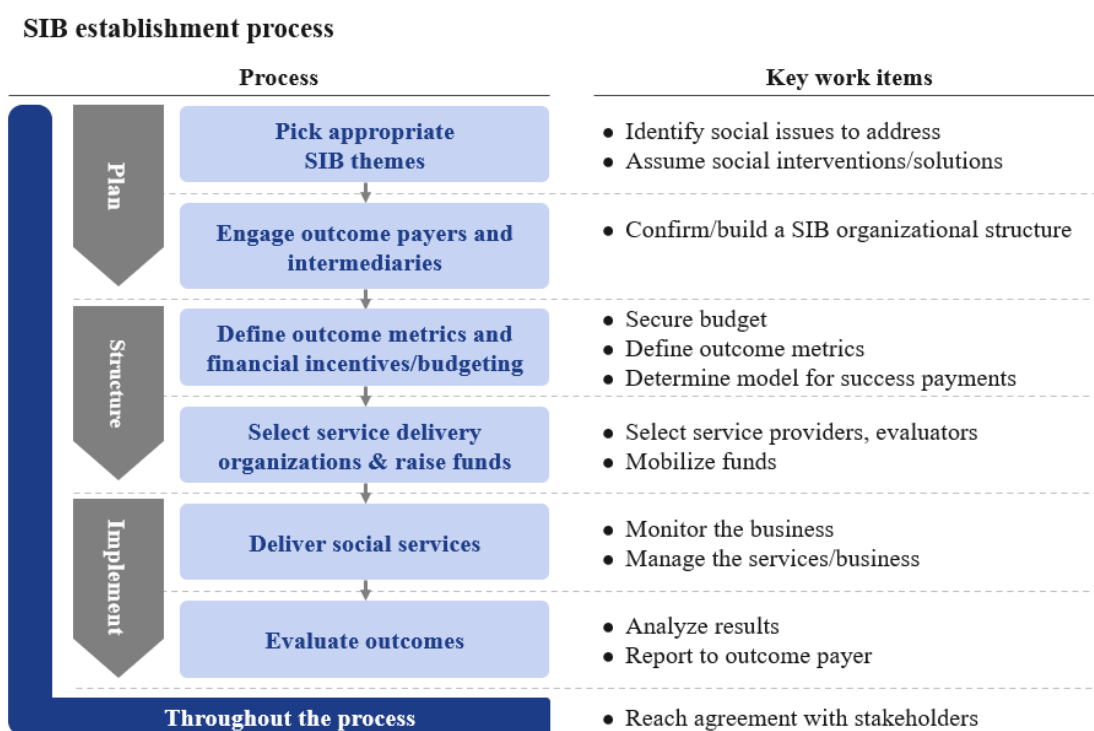 SIB establishment process
Process
Key work items
Plan
Pick appropriate
SIB themes
● Identify social issues to address
● Assume social interventions/solutions
Engage outcome payers and
intermediaries
● Confirm/build a SIB organizational structure
Structure
Define outcome metrics and
financial incentives/budgeting
● Secure budget
● Define outcome metrics
● Determine model for success payments
Select service delivery
organizations & raise funds
● Select service providers, evaluators
● Mobilize funds
Implement
Deliver social services
● Monitor the business
● Manage the services/business
Evaluate outcomes
● Analyze results
● Report to outcome payer
Throughout the process
● Reach agreement with stakeholders